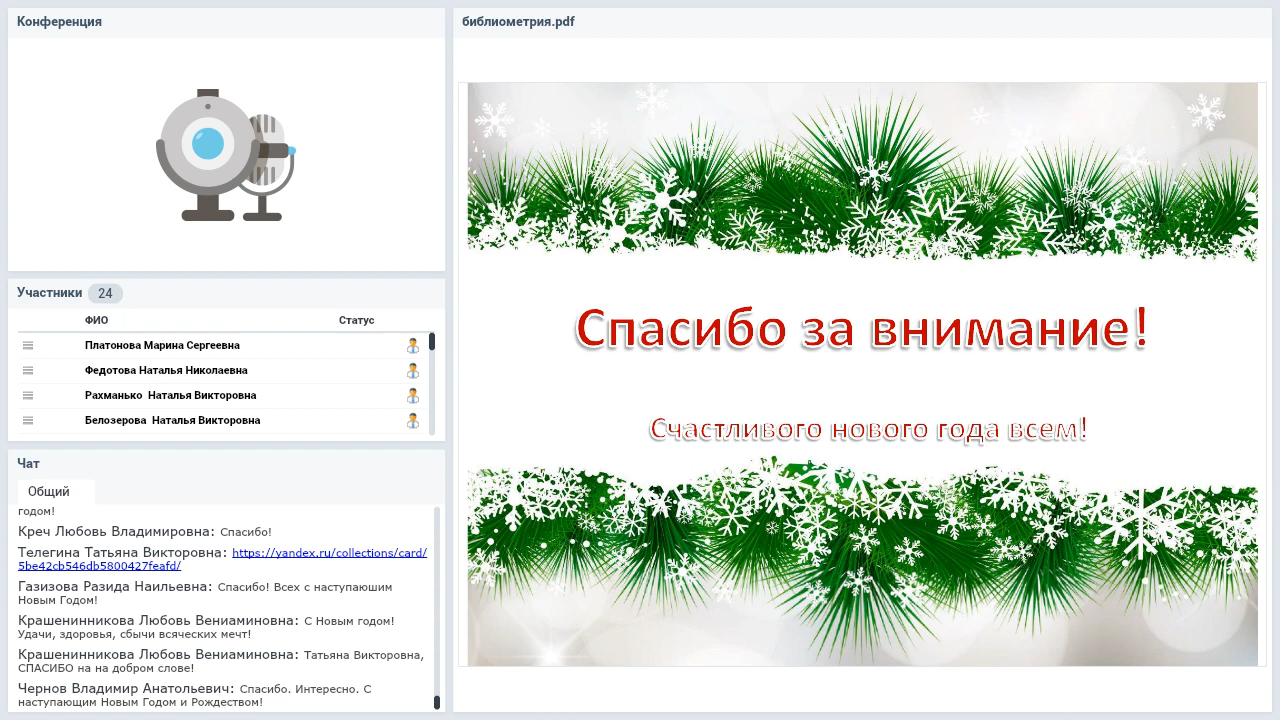 Конференция
Участники 24
ФИО Статус
Платонова Марина Сергеевна
Федотова Наталья Николаевна
Рахманько Наталья Викторовна
Белозерова Наталья Викторовна
Чат
Общий
годом!
Креч Любовь Владимировна: Спасибо!
Телегина Татьяна Викторовна: https://yandex.ru/collections/card/
5be42cb546db5800427feafd/
Газизова Разида Наильевна: Спасибо! Всех с наступаюшим
Новым Годом!
Крашенинникова Любовь Вениаминовна: С Новым годом!
Удачи, здоровья, сбычи всяческих мечт!
Крашенинникова Любовь Вениаминовна: Татьяна Викторовна,
СПАСИБО на на добром слове!
Чернов Владимир Анатольевич: Спасибо. Интересно. С
наступающим Новым Годом и Рождеством!
библиометрия.pdf
Спасибо за внимание!
Счастливого нового года всем!